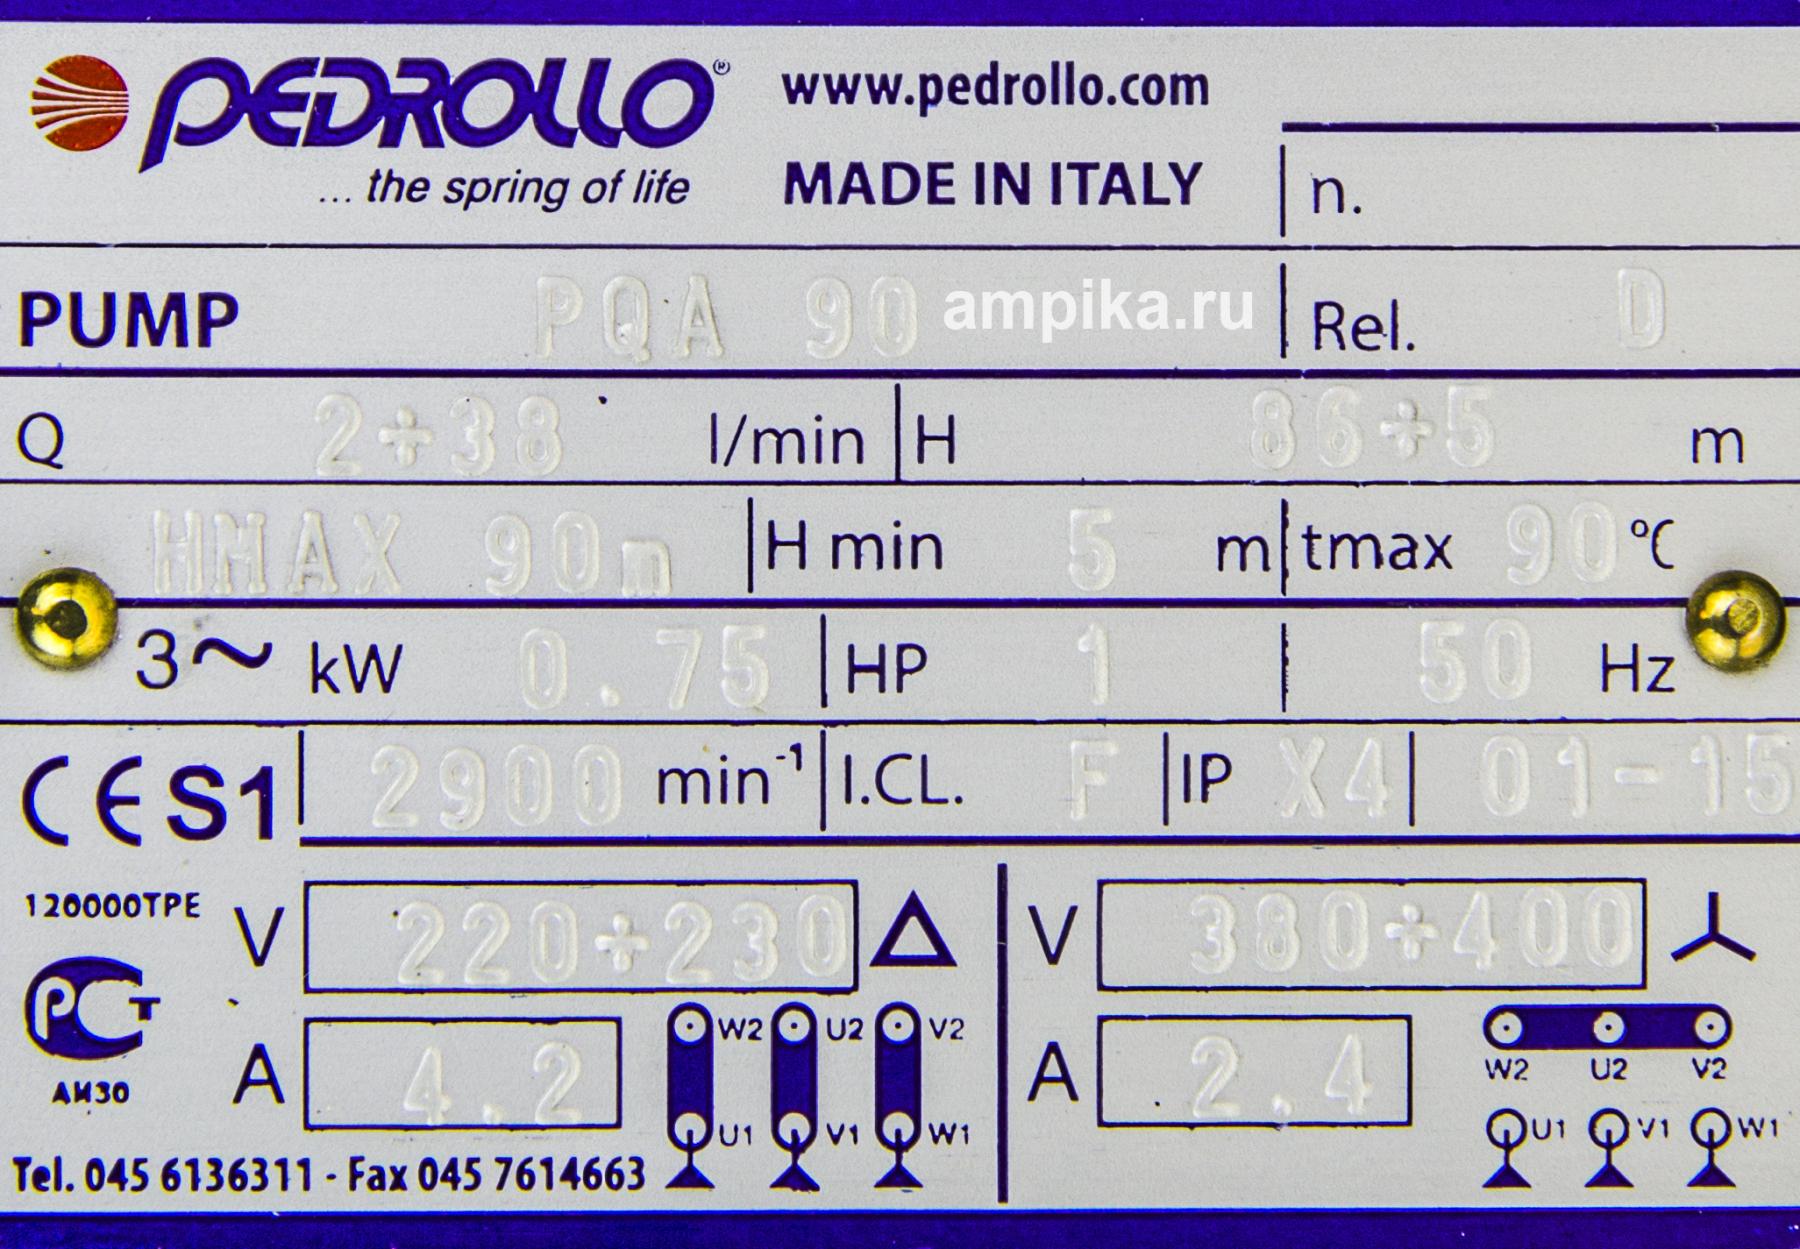 PEDROLLO® www.pedrollo.com
... the spring of life MADE IN ITALY n.
PUMP PQA 90 ampika.ru Rel. D
Q 2÷38 l/min H 86÷5 m
HMAX 90m H min 5 m tmax 90 °C
3~ kW 0.75 HP 1 50 Hz
CE S1 2900 min⁻¹ I.CL. F IP X4 01-15
120000TPE V 220÷230 Δ V 380÷400
PCT A 4.2 W2 U2 V2 A 2.4 W2 U2 V2
АИ30 U1 V1 W1 U1 V1 W1
Tel. 045 6136311 - Fax 045 7614663